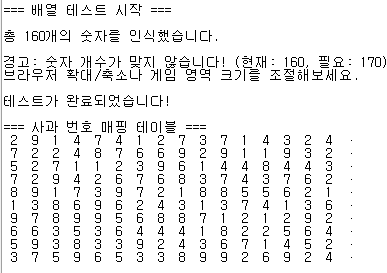 === 배열 테스트 시작 ===
총 160개의 숫자를 인식했습니다.
경고: 숫자 개수가 맞지 않습니다! (현재: 160, 필요: 170)
브라우저 확대/축소나 게임 영역 크기를 조절해보세요.
테스트가 완료되었습니다!
=== 사과 번호 매핑 테이블 ===
2 9 1 4 7 4 1 2 7 3 7 1 4 3 2 4 ·
7 2 2 4 8 7 6 6 9 2 9 1 1 9 3 2 ·
5 2 7 1 1 2 3 9 6 1 4 4 8 4 4 3 ·
7 2 9 4 2 6 7 6 8 3 7 4 3 7 6 2 ·
8 9 1 7 3 9 7 2 1 8 8 5 5 6 2 1 ·
1 3 8 6 9 6 2 4 3 1 3 7 4 1 3 6 ·
9 7 8 9 9 5 6 8 8 7 1 2 1 2 9 2 ·
6 6 3 5 3 6 4 4 4 1 8 2 2 5 6 4 ·
5 9 3 8 3 3 9 2 4 3 6 7 1 4 5 2 ·
4 3 7 5 6 3 8 9 9 2 6 9 2 9 2 4 ·